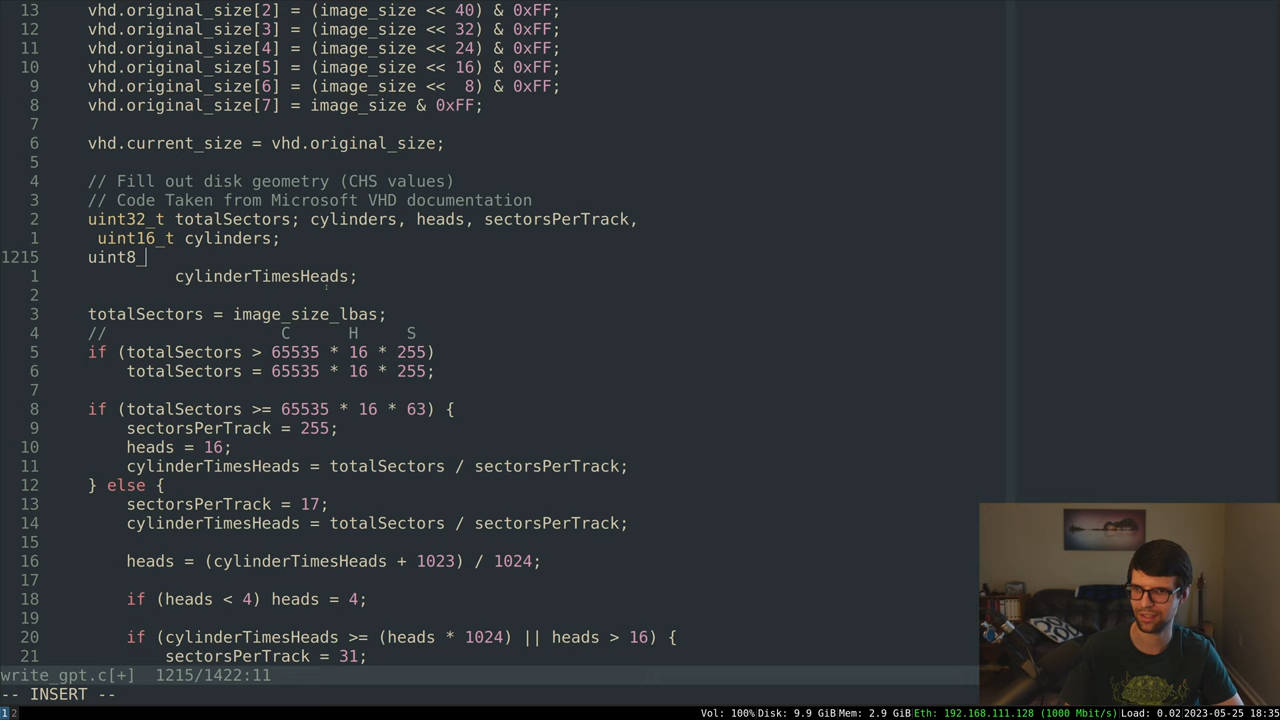 13 vhd.original_size[2] = (image_size << 40) & 0xFF;
12 vhd.original_size[3] = (image_size << 32) & 0xFF;
11 vhd.original_size[4] = (image_size << 24) & 0xFF;
10 vhd.original_size[5] = (image_size << 16) & 0xFF;
9 vhd.original_size[6] = (image_size <<  8) & 0xFF;
8 vhd.original_size[7] = image_size & 0xFF;
7
6 vhd.current_size = vhd.original_size;
5
4 // Fill out disk geometry (CHS values)
3 // Code Taken from Microsoft VHD documentation
2 uint32_t totalSectors; cylinders, heads, sectorsPerTrack,
1 uint16_t cylinders;
1215 uint8_
1 cylinderTimesHeads;
2
3 totalSectors = image_size_lbas;
4 // C H S
5 if (totalSectors > 65535 * 16 * 255)
6 totalSectors = 65535 * 16 * 255;
7
8 if (totalSectors >= 65535 * 16 * 63) {
9 sectorsPerTrack = 255;
10 heads = 16;
11 cylinderTimesHeads = totalSectors / sectorsPerTrack;
12 } else {
13 sectorsPerTrack = 17;
14 cylinderTimesHeads = totalSectors / sectorsPerTrack;
15
16 heads = (cylinderTimesHeads + 1023) / 1024;
17
18 if (heads < 4) heads = 4;
19
20 if (cylinderTimesHeads >= (heads * 1024) || heads > 16) {
21 sectorsPerTrack = 31;
write_gpt.c[+] 1215/1422:11
-- INSERT --
1 2 Vol: 100% Disk: 9.9 GiB Mem: 2.9 GiB Eth: 192.168.111.128 (1000 Mbit/s) Load: 0.02 2023-05-25 18:35